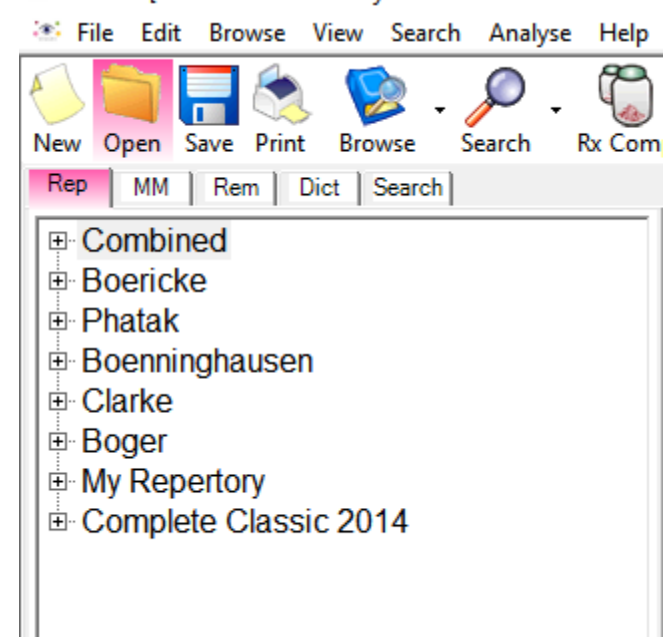 File Edit Browse View Search Analyse Help
New Open Save Print Browse Search Rx Com
Rep MM Rem Dict Search
Combined
Boericke
Phatak
Boenninghausen
Clarke
Boger
My Repertory
Complete Classic 2014